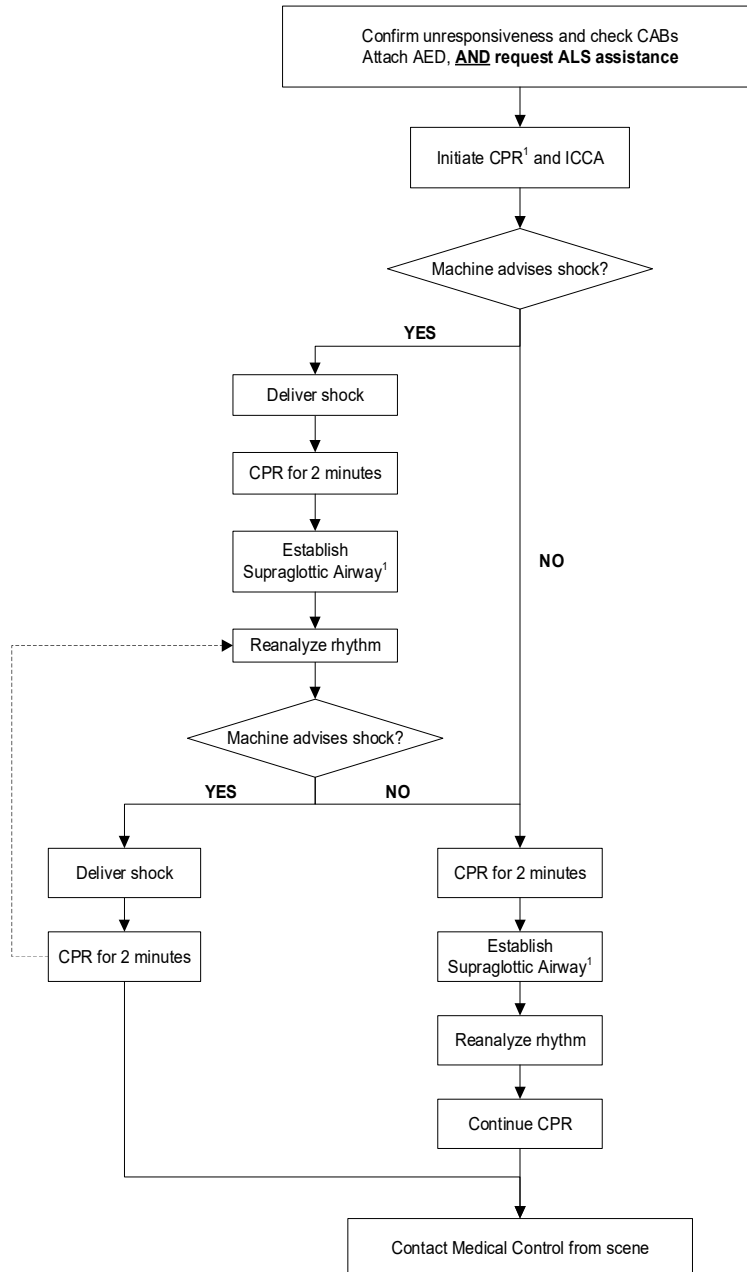 Confirm unresponsiveness and check CABs
Attach AED, AND request ALS assistance
Initiate CPR¹ and ICCA
Machine advises shock?
YES
Deliver shock
CPR for 2 minutes
Establish
Supraglottic Airway¹
NO
Reanalyze rhythm
Machine advises shock?
YES
NO
Deliver shock
CPR for 2 minutes
CPR for 2 minutes
Establish
Supraglottic Airway¹
Reanalyze rhythm
Continue CPR
Contact Medical Control from scene